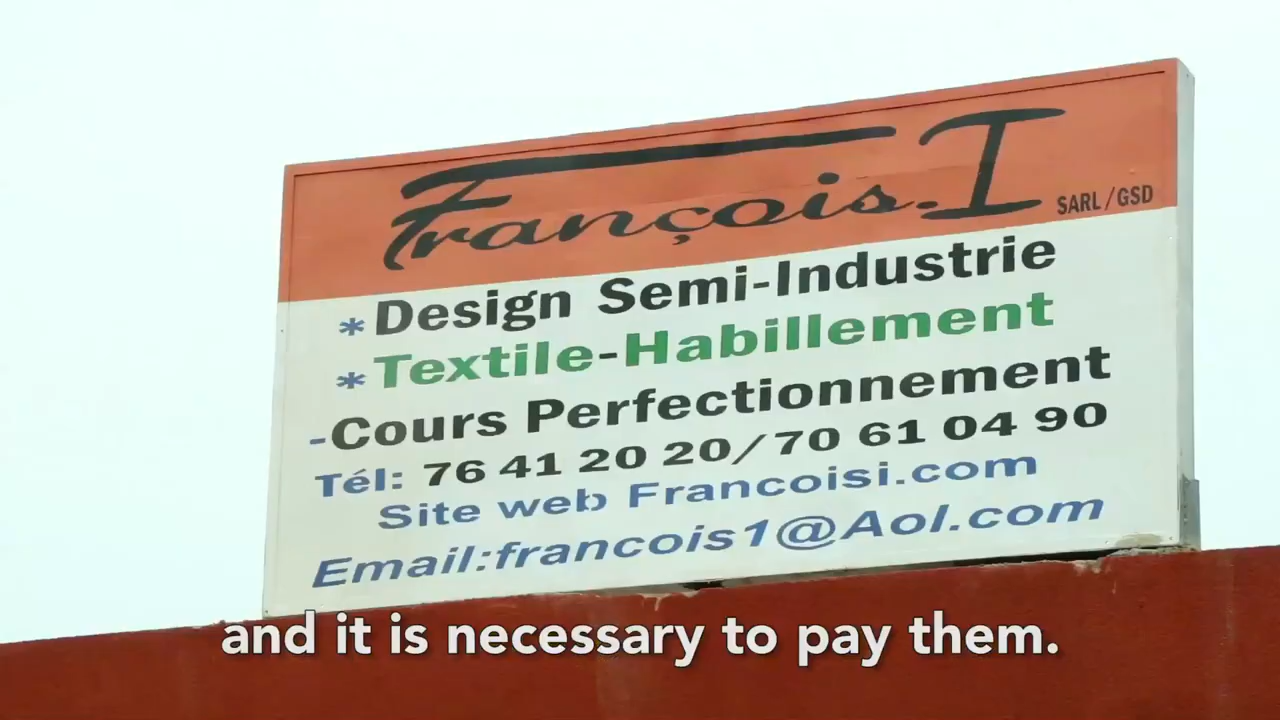 François.I SARL/GSD
* Design Semi-Industrie
* Textile-Habillement
-Cours Perfectionnement
Tél: 76 41 20 20/70 61 04 90
Site web Francoisi.com
Email:francois1@Aol.com
and it is necessary to pay them.